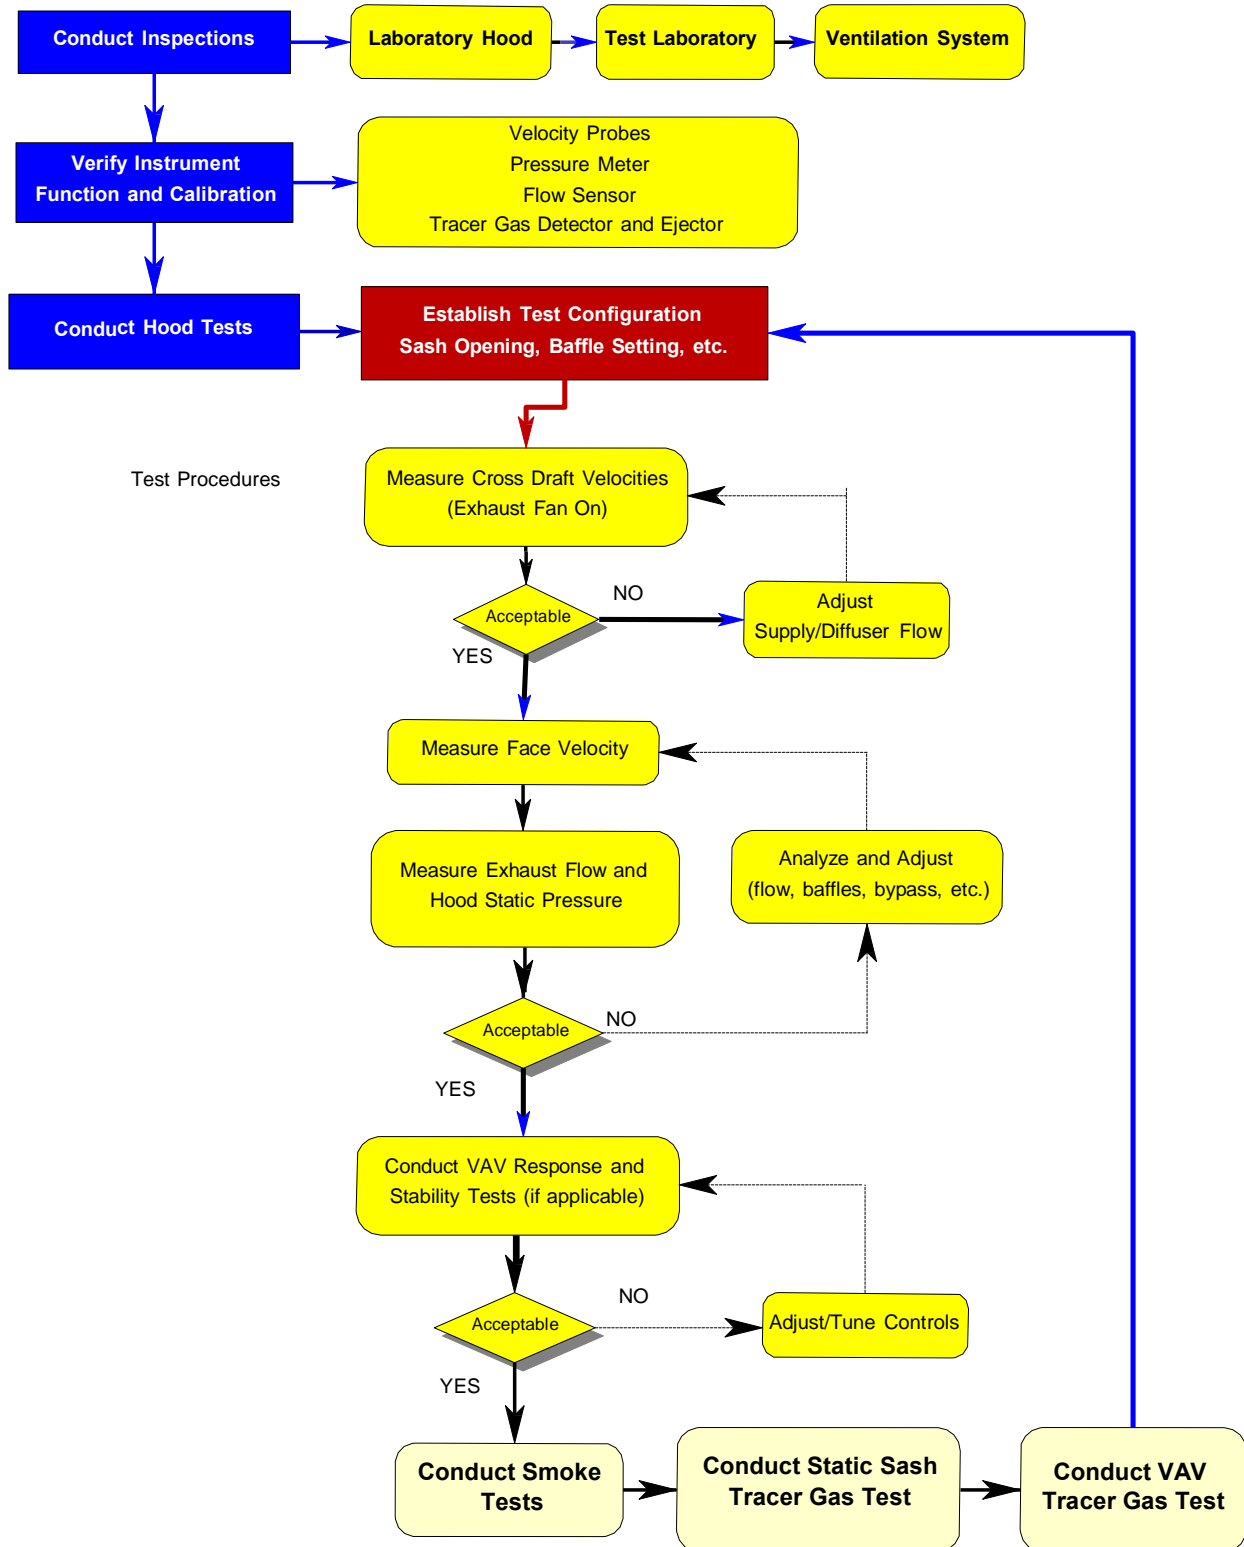 Conduct Inspections
Laboratory Hood
Test Laboratory
Ventilation System
Verify Instrument
Function and Calibration
Velocity Probes
Pressure Meter
Flow Sensor
Tracer Gas Detector and Ejector
Conduct Hood Tests
Establish Test Configuration
Sash Opening, Baffle Setting, etc.
Test Procedures
Measure Cross Draft Velocities
(Exhaust Fan On)
Acceptable
NO
YES
Adjust
Supply/Diffuser Flow
Measure Face Velocity
Measure Exhaust Flow and
Hood Static Pressure
Analyze and Adjust
(flow, baffles, bypass, etc.)
Acceptable
NO
YES
Conduct VAV Response and
Stability Tests (if applicable)
Acceptable
NO
YES
Adjust/Tune Controls
Conduct Smoke
Tests
Conduct Static Sash
Tracer Gas Test
Conduct VAV
Tracer Gas Test